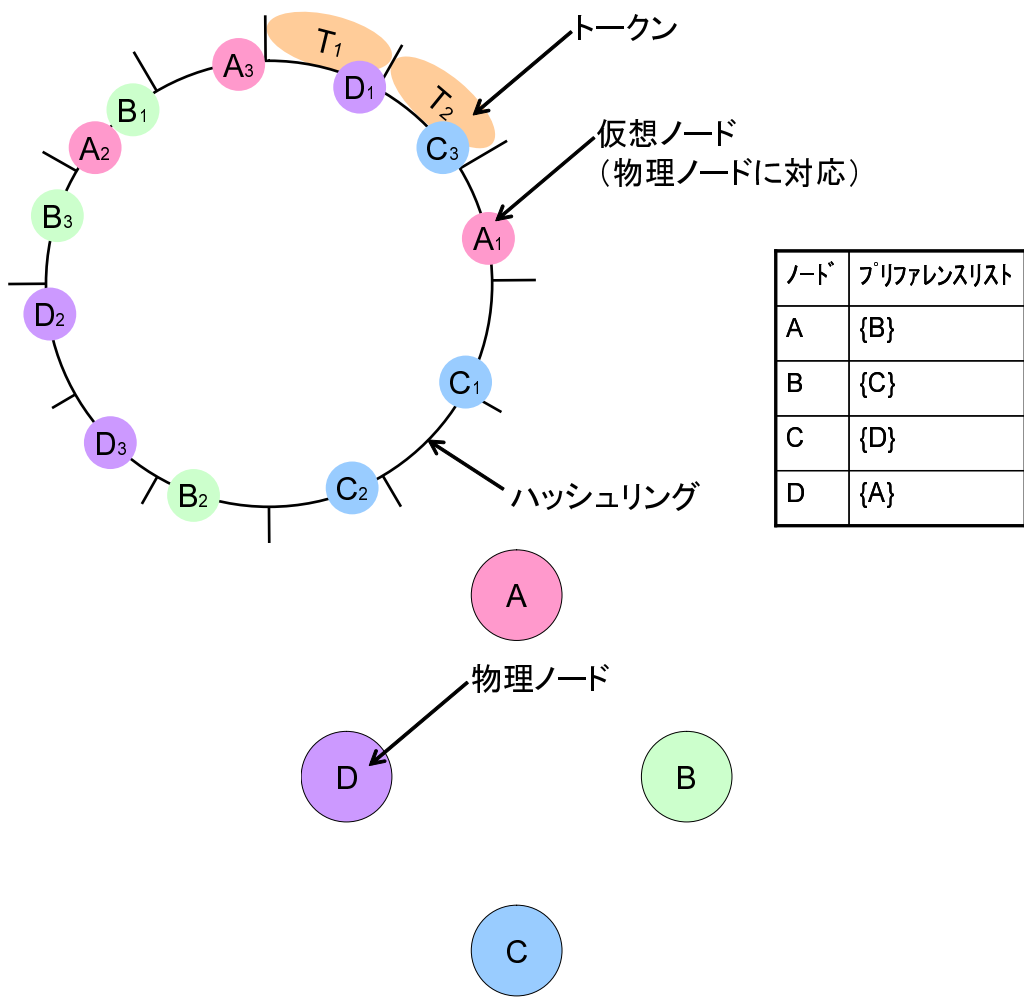 トークン
T1
T2
A3
D1
B1
C3
A2
仮想ノード
（物理ノードに対応）
B3
A1
D2
C1
D3
C2
B2
ハッシュリング
ﾉｰﾄﾞ ﾌﾟﾘﾌｧﾚﾝｽﾘｽﾄ
A {B}
B {C}
C {D}
D {A}
A
物理ノード
D
B
C